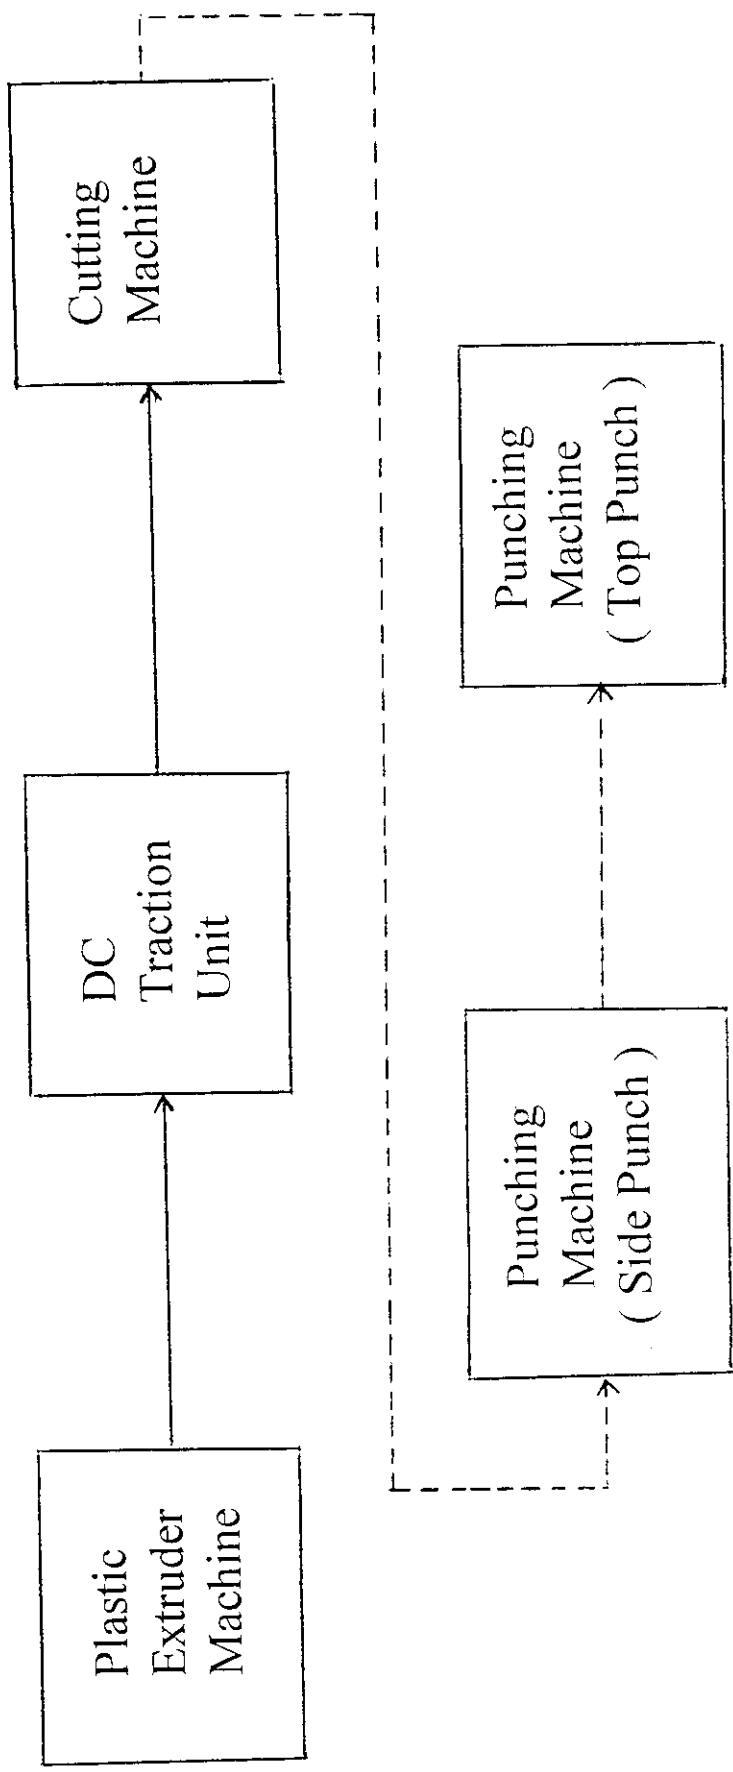 Plastic
Extruder
Machine
DC
Traction
Unit
Cutting
Machine
Punching
Machine
( Side Punch )
Punching
Machine
( Top Punch )